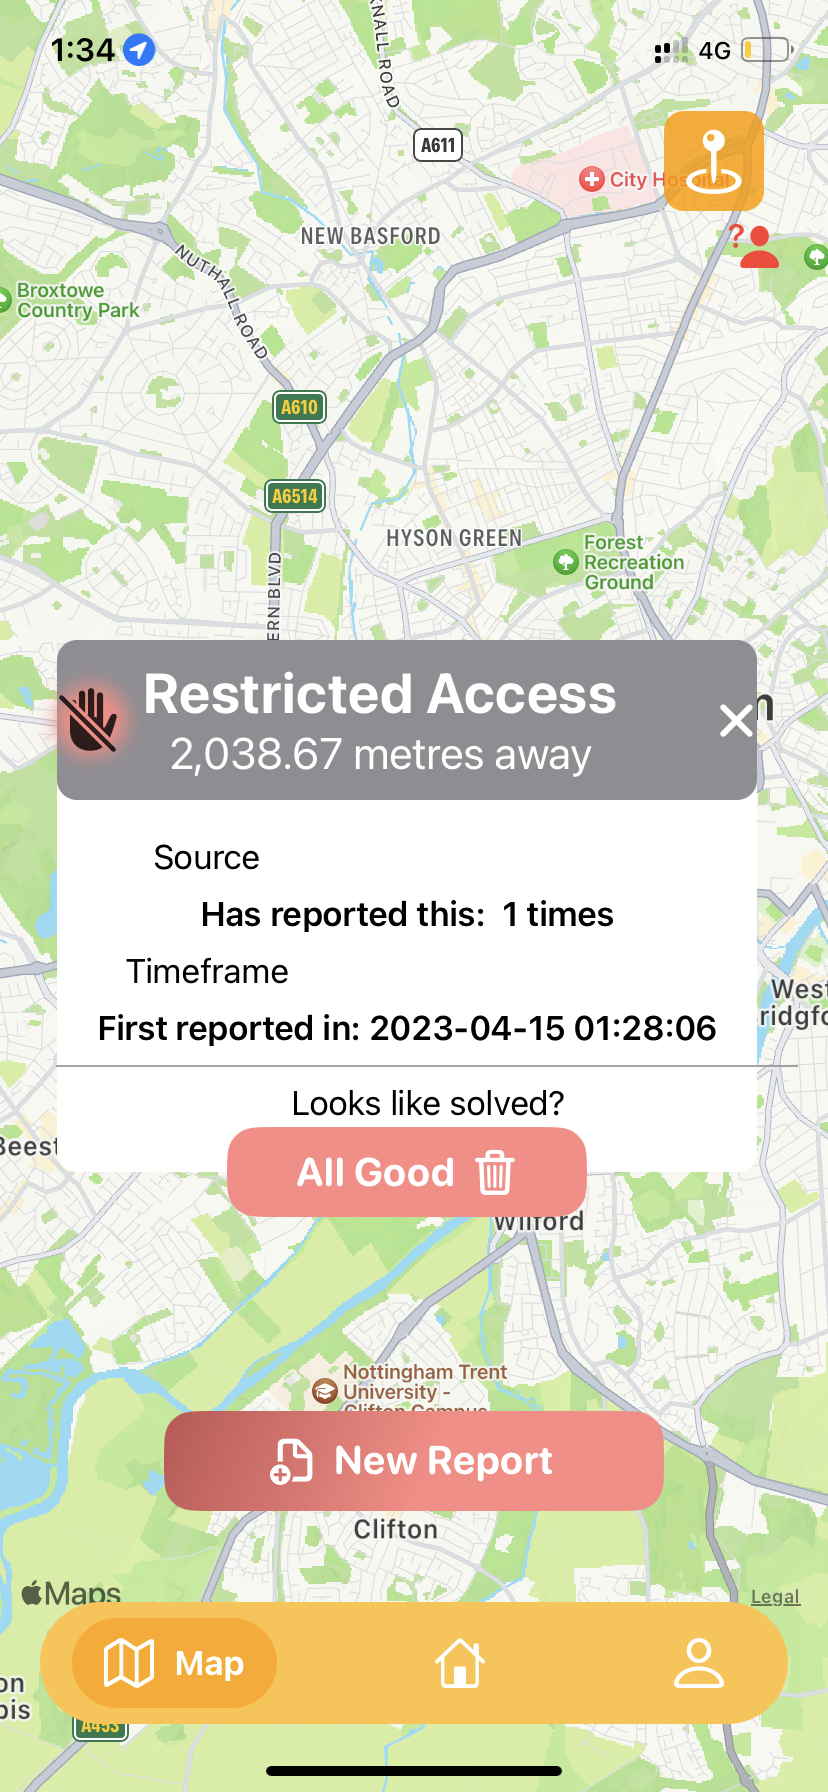 1:34
4G
KNALL ROAD
A611
City Hospital
NEW BASFORD
NUTHALL ROAD
Broxtowe
Country Park
A610
A6514
HYSON GREEN
Forest
Recreation
Ground
ERN BLVD
Restricted Access
2,038.67 metres away
n
Source
Has reported this: 1 times
Timeframe
First reported in: 2023-04-15 01:28:06
West
ridgfo
Looks like solved?
Beest
All Good
Wilford
Nottingham Trent
University -
Clifton Campus
New Report
Clifton
Maps
Legal
Map
on
bis
A453